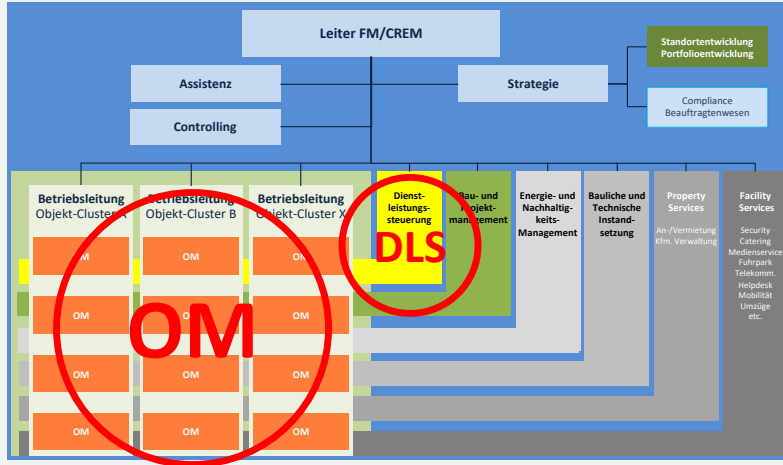 Leiter FM/CREM
Assistenz
Strategie
Controlling
Standortentwicklung
Portfolioentwicklung
Compliance
Beauftragtenwesen
Betriebsleitung
Objekt-Cluster A
Betriebsleitung
Objekt-Cluster B
Betriebsleitung
Objekt-Cluster X
Dienst-
leistungs-
steuerung
Bau- und
Projekt-
management
Energie- und
Nachhaltig-
keits-
Management
Bauliche und
Technische
Instand-
setzung
Property
Services
An-/Vermietung
Kfm. Verwaltung
Facility
Services
Security
Catering
Medienservice
Fuhrpark
Telekomm.
Helpdesk
Mobilität
Umzüge
etc.
OM
OM
OM
OM
OM
OM
OM
OM
OM
OM
OM
OM
OM
DLS